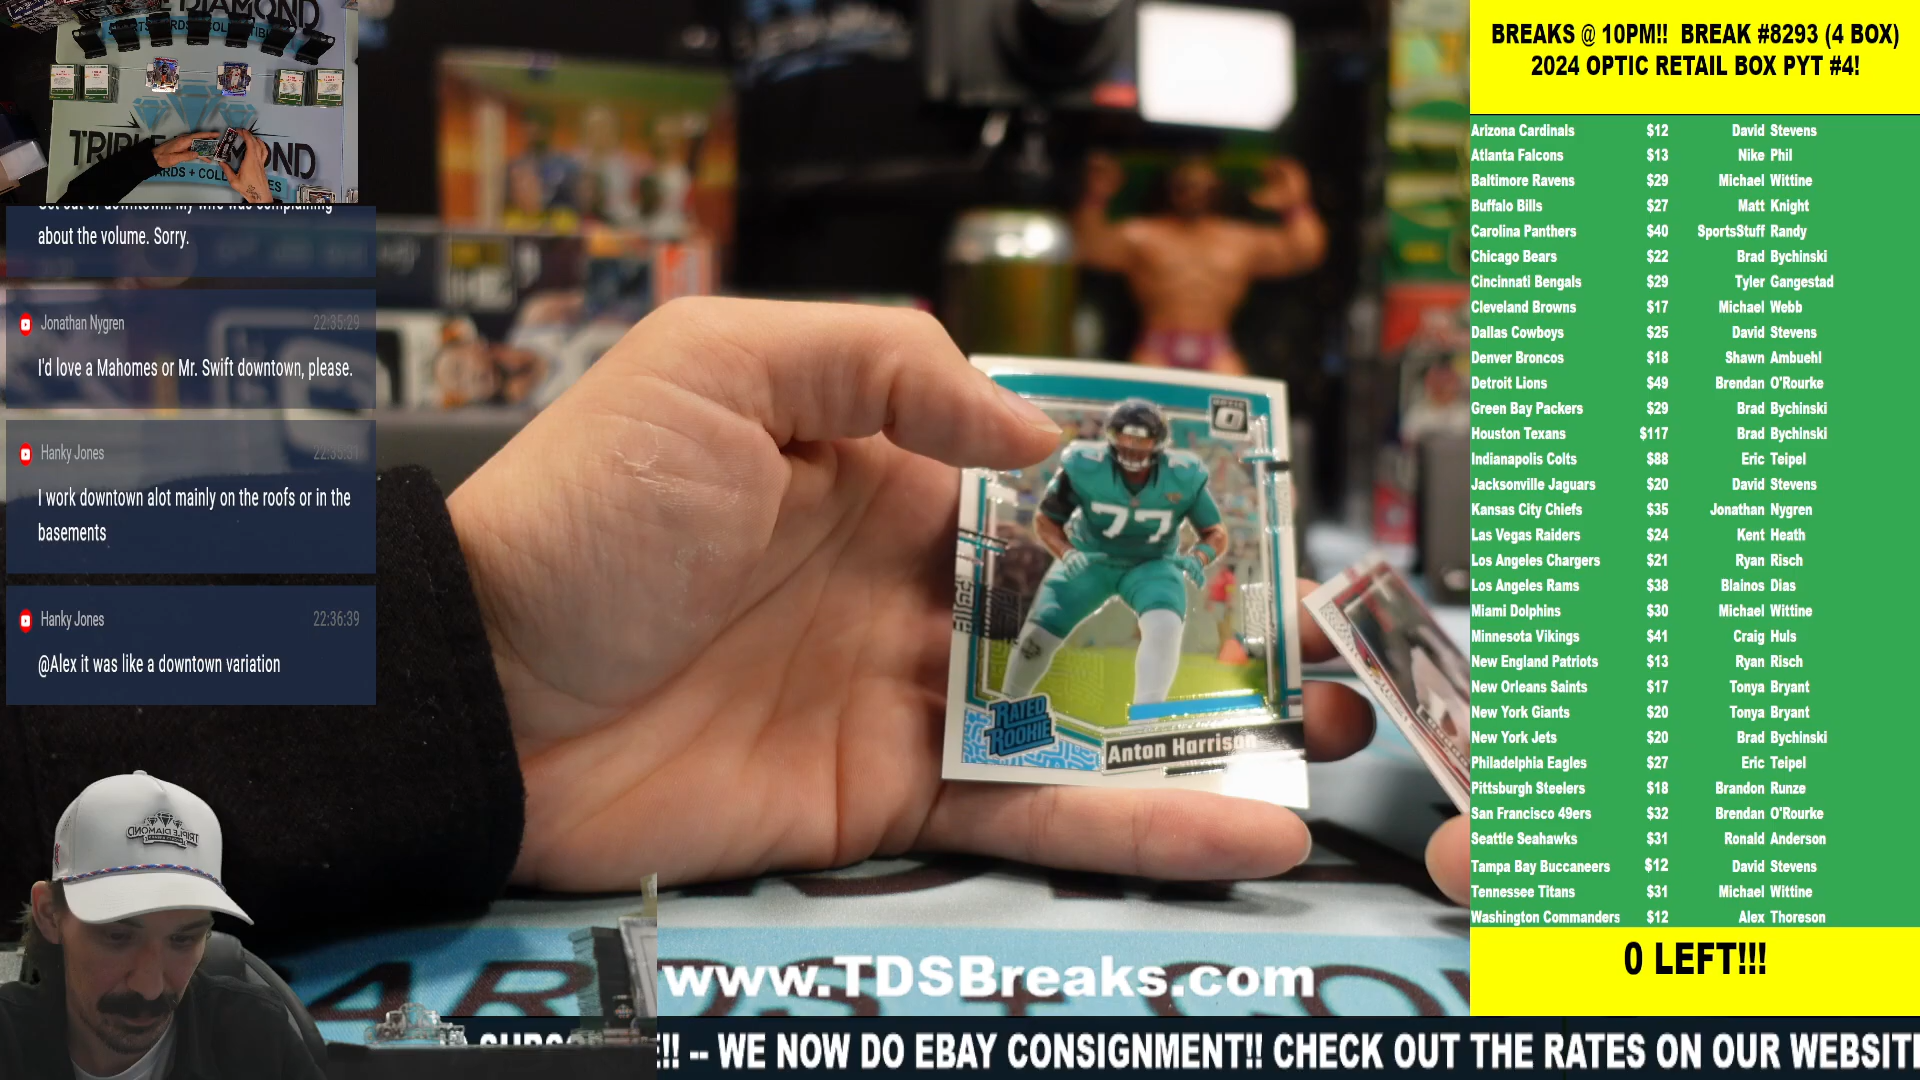 BREAKS @ 10PM!! BREAK #8293 (4 BOX)
2024 OPTIC RETAIL BOX PYT #4!
about the volume. Sorry.
Jonathan Nygren 22:35:29
I'd love a Mahomes or Mr. Swift downtown, please.
Hanky Jones
I work downtown alot mainly on the roofs or in the
basements
Hanky Jones 22:36:39
@Alex it was like a downtown variation
OPTIC
77
RATED
ROOKIE
Anton Harrison
TRIPLE DIAMOND
Arizona Cardinals $12 David Stevens
Atlanta Falcons $13 Nike Phil
Baltimore Ravens $29 Michael Wittine
Buffalo Bills $27 Matt Knight
Carolina Panthers $40 SportsStuff Randy
Chicago Bears $22 Brad Bychinski
Cincinnati Bengals $29 Tyler Gangestad
Cleveland Browns $17 Michael Webb
Dallas Cowboys $25 David Stevens
Denver Broncos $18 Shawn Ambuehl
Detroit Lions $49 Brendan O'Rourke
Green Bay Packers $29 Brad Bychinski
Houston Texans $117 Brad Bychinski
Indianapolis Colts $88 Eric Teipel
Jacksonville Jaguars $20 David Stevens
Kansas City Chiefs $35 Jonathan Nygren
Las Vegas Raiders $24 Kent Heath
Los Angeles Chargers $21 Ryan Risch
Los Angeles Rams $38 Blainos Dias
Miami Dolphins $30 Michael Wittine
Minnesota Vikings $41 Craig Huls
New England Patriots $13 Ryan Risch
New Orleans Saints $17 Tonya Bryant
New York Giants $20 Tonya Bryant
New York Jets $20 Brad Bychinski
Philadelphia Eagles $27 Eric Teipel
Pittsburgh Steelers $18 Brandon Runze
San Francisco 49ers $32 Brendan O'Rourke
Seattle Seahawks $31 Ronald Anderson
Tampa Bay Buccaneers $12 David Stevens
Tennessee Titans $31 Michael Wittine
Washington Commanders $12 Alex Thoreson
0 LEFT!!!
www.TDSBreaks.com
!! -- WE NOW DO EBAY CONSIGNMENT!! CHECK OUT THE RATES ON OUR WEBSIT